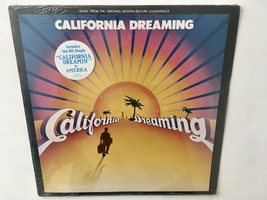 MUSIC FROM THE ORIGINAL MOTION PICTURE SOUNDTRACK
CALIFORNIA DREAMING
Includes
the Hit Single
"CALIFORNIA
DREAMIN'"
by
AMERICA
California Dreaming